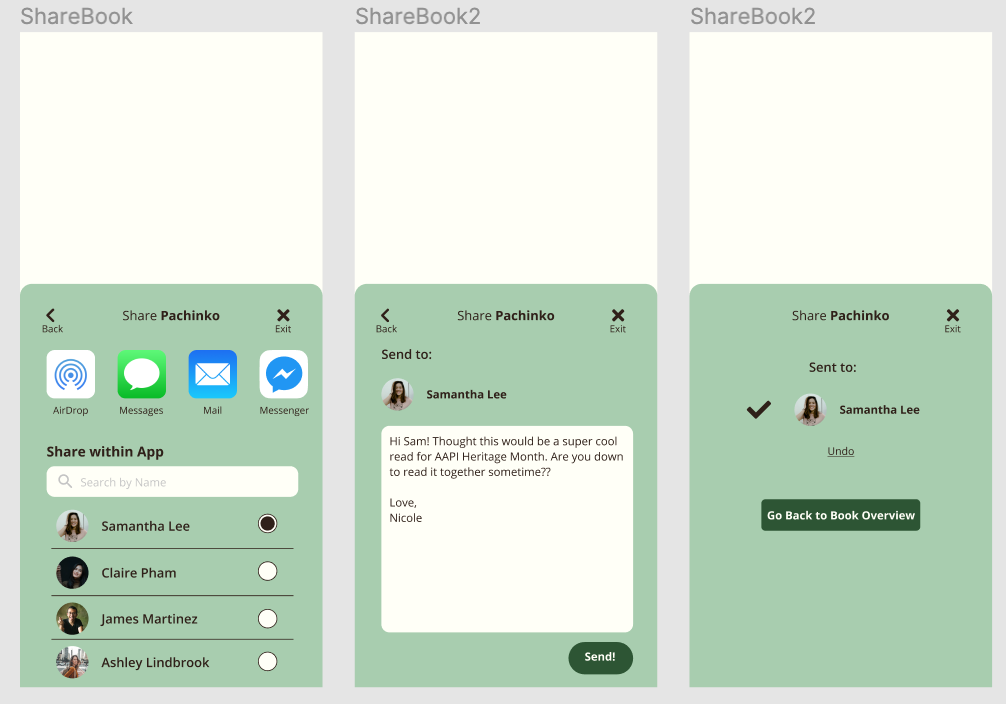 ShareBook
Back
Share Pachinko
Exit
AirDrop
Messages
Mail
Messenger
Share within App
Search by Name
Samantha Lee
Claire Pham
James Martinez
Ashley Lindbrook
ShareBook2
Back
Share Pachinko
Exit
Send to:
Samantha Lee
Hi Sam! Thought this would be a super cool
read for AAPI Heritage Month. Are you down
to read it together sometime??
Love,
Nicole
Send!
ShareBook2
Share Pachinko
Exit
Sent to:
Samantha Lee
Undo
Go Back to Book Overview